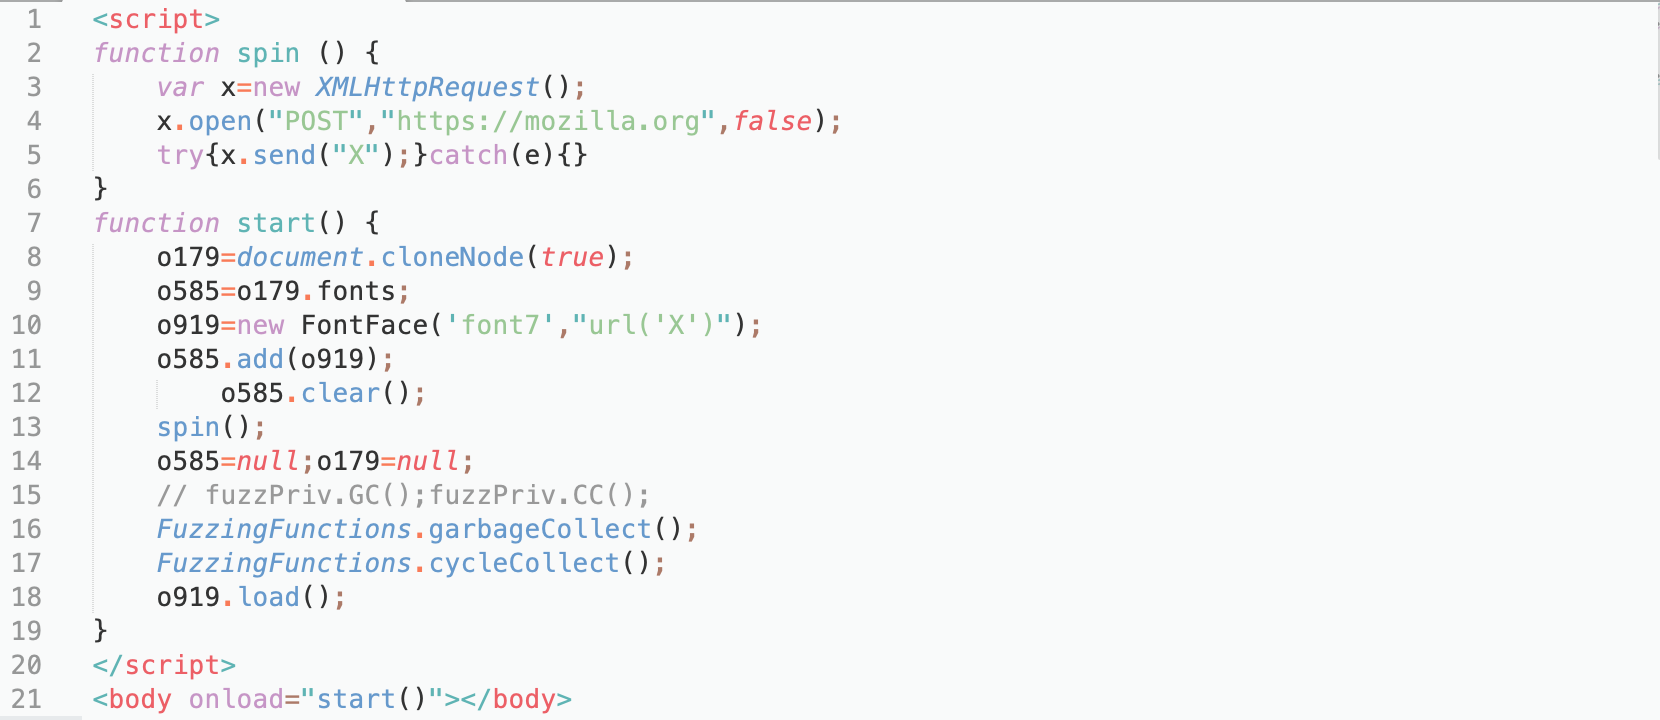 1 <script>
2 function spin () {
3 var x=new XMLHttpRequest();
4 x.open("POST","https://mozilla.org",false);
5 try{x.send("X");}catch(e){}
6 }
7 function start() {
8 o179=document.cloneNode(true);
9 o585=o179.fonts;
10 o919=new FontFace('font7',"url('X')");
11 o585.add(o919);
12 o585.clear();
13 spin();
14 o585=null;o179=null;
15 // fuzzPriv.GC();fuzzPriv.CC();
16 FuzzingFunctions.garbageCollect();
17 FuzzingFunctions.cycleCollect();
18 o919.load();
19 }
20 </script>
21 <body onload="start()"></body>